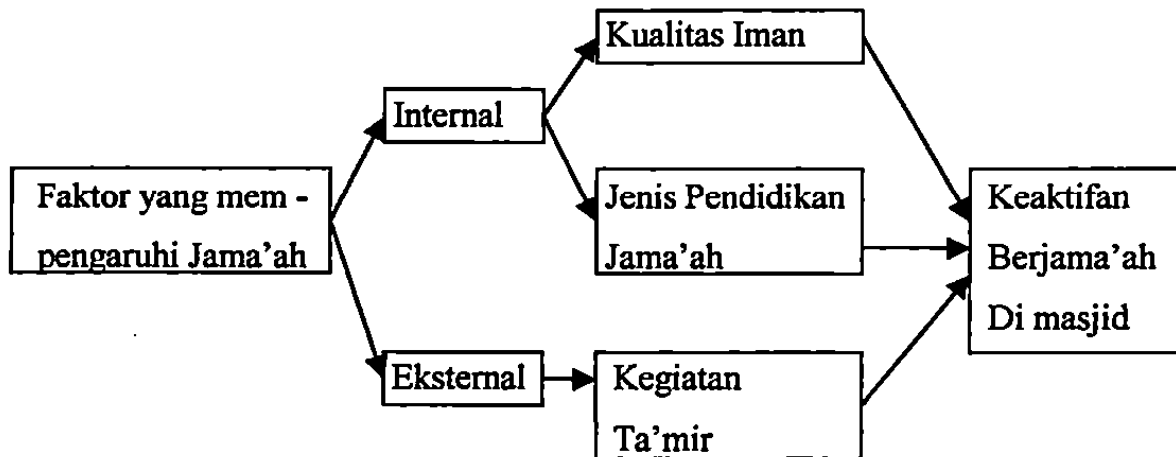 Kualitas Iman
Internal
Faktor yang mem -
pengaruhi Jama'ah
Jenis Pendidikan
Jama'ah
Keaktifan
Berjama'ah
Di masjid
Eksternal
Kegiatan
Ta'mir